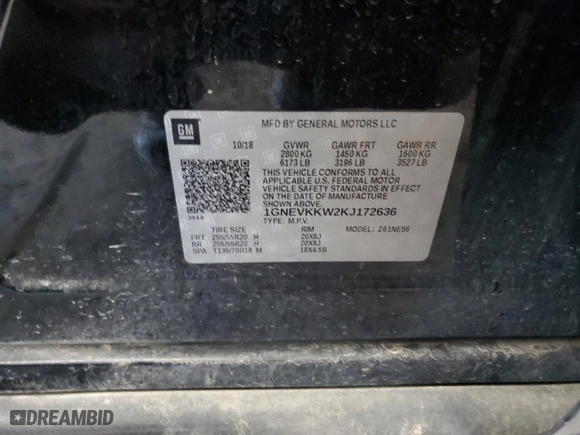 GM
MFD BY GENERAL MOTORS LLC
10/18 GVWR GAWR FRT GAWR RR
2800 KG 1450 KG 1600 KG
6173 LB 3196 LB 3527 LB
THIS VEHICLE CONFORMS TO ALL
APPLICABLE U.S. FEDERAL MOTOR
VEHICLE SAFETY STANDARDS IN
EFFECT ON THE DATE OF MANUFACTURE
SHOWN ABOVE.
1GNEVKKW2KJ172636
TYPE: M.P.V. MODEL: 261NE56
TIRE SIZE RIM
FRT 255/55R20 H 20X8J
RR 255/55R20 H 20X8J
SPA T135/70R18 M 18X4.5B
DREAMBID